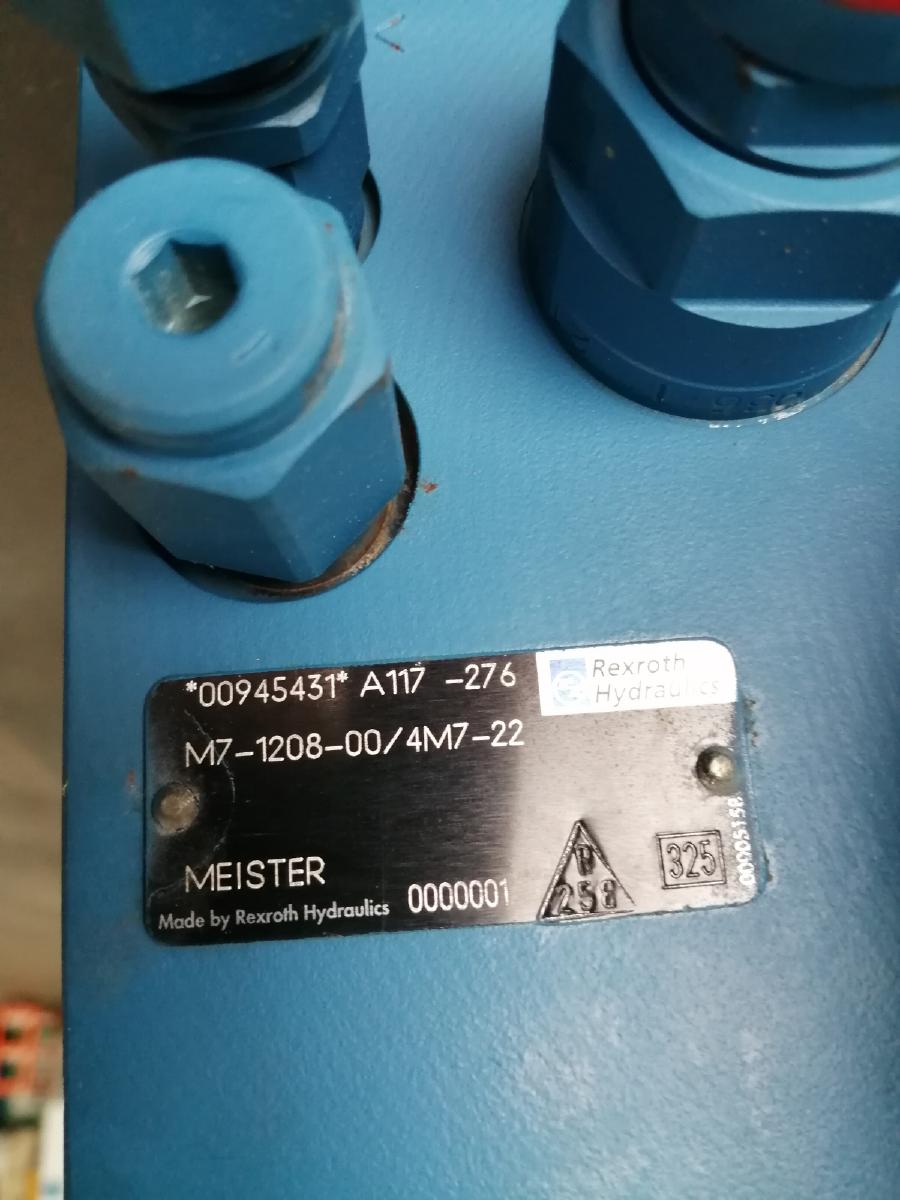 *00945431* A117 -276
Rexroth
Hydraulics
M7-1208-00/4M7-22
MEISTER
0000001
Made by Rexroth Hydraulics
258
325